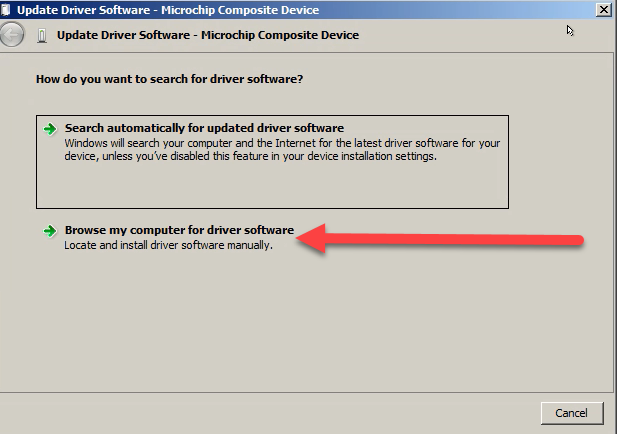 Update Driver Software - Microchip Composite Device
Update Driver Software - Microchip Composite Device
How do you want to search for driver software?
Search automatically for updated driver software
Windows will search your computer and the Internet for the latest driver software for your
device, unless you've disabled this feature in your device installation settings.
Browse my computer for driver software
Locate and install driver software manually.
Cancel